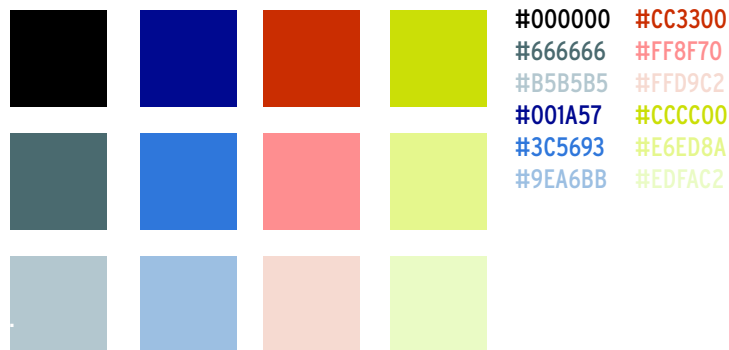 #000000
#666666
#B5B5B5
#001A57
#3C5693
#9EA6BB
#CC3300
#FF8F70
#FFD9C2
#CCCC00
#E6ED8A
#EDFAC2